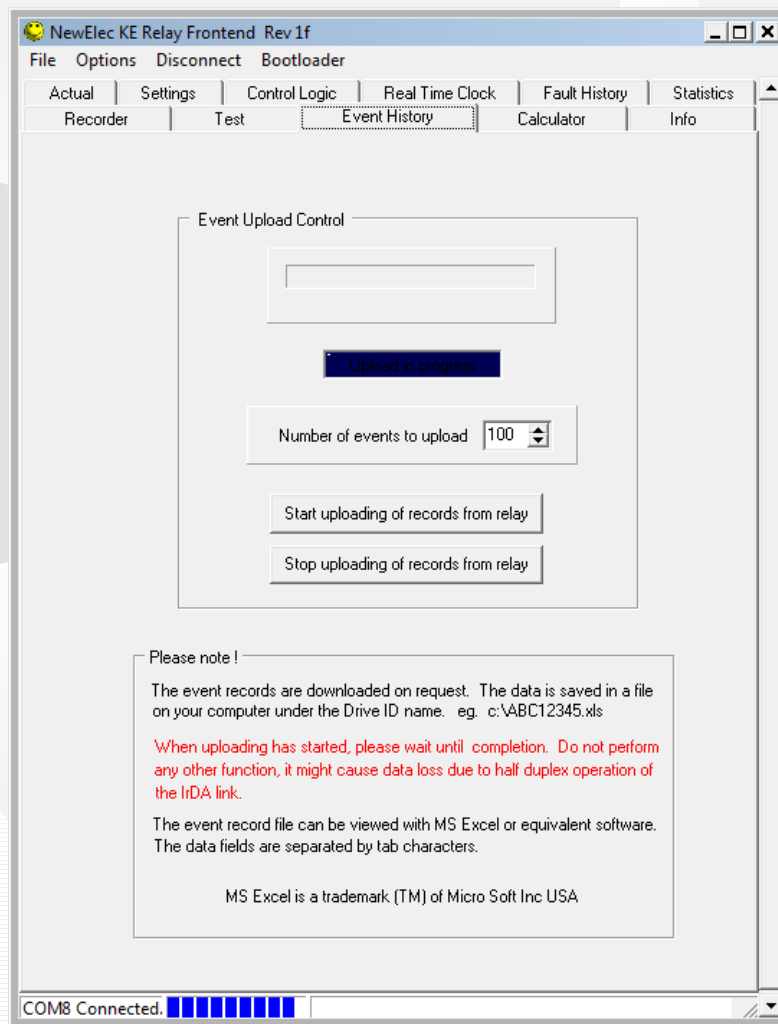 NewElec KE Relay Frontend Rev 1f
File Options Disconnect Bootloader
Actual Settings Control Logic Real Time Clock Fault History Statistics
Recorder Test Event History Calculator Info
Event Upload Control
Upload in progress
Number of events to upload 100
Start uploading of records from relay
Stop uploading of records from relay
Please note !
The event records are downloaded on request. The data is saved in a file
on your computer under the Drive ID name. eg. c:\ABC12345.xls
When uploading has started, please wait until completion. Do not perform
any other function, it might cause data loss due to half duplex operation of
the IrDA link.
The event record file can be viewed with MS Excel or equivalent software.
The data fields are separated by tab characters.
MS Excel is a trademark (TM) of Micro Soft Inc USA
COM8 Connected.